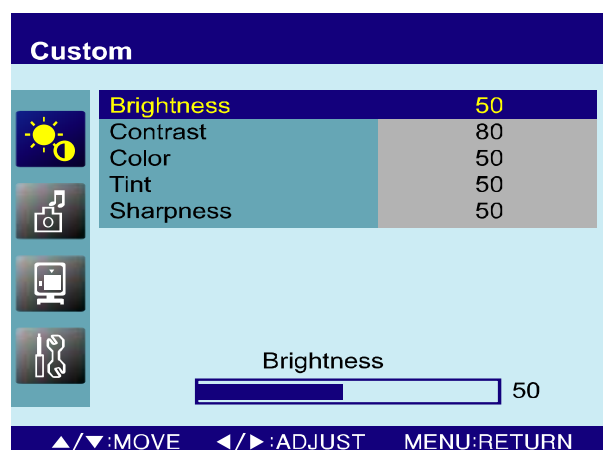 Custom
Brightness 50
Contrast 80
Color 50
Tint 50
Sharpness 50
Brightness
50
▲/▼:MOVE ◄/►:ADJUST MENU:RETURN